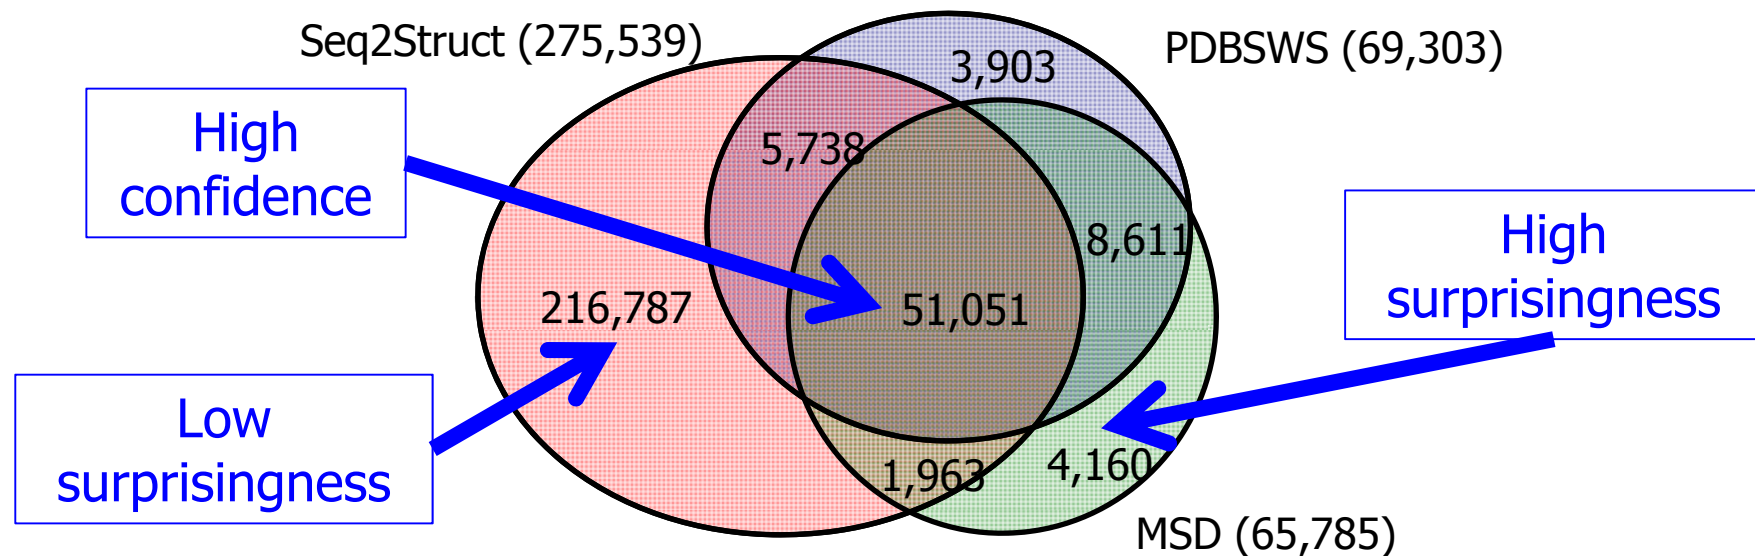 Seq2Struct (275,539)
PDBSWS (69,303)
3,903
High
confidence
5,738
High
surprisingness
8,611
216,787
51,051
Low
surprisingness
1,963
4,160
MSD (65,785)